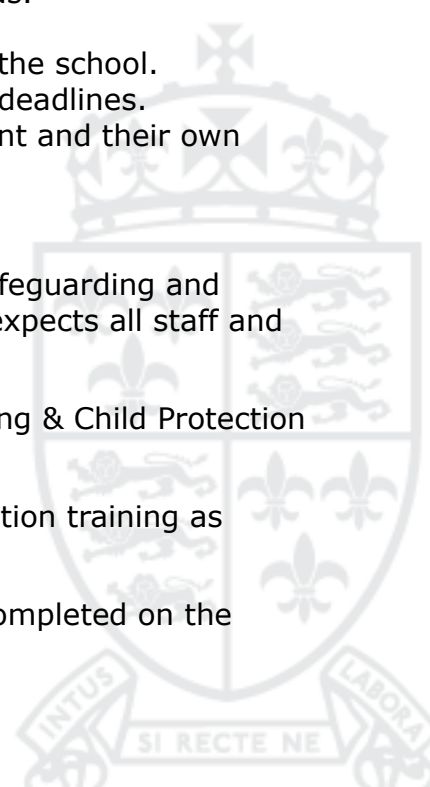 the school.
deadlines.
nt and their own
feguarding and
expects all staff and
ng & Child Protection
tion training as
ompleted on the
INTUS
SI RECTE NE
LABORA